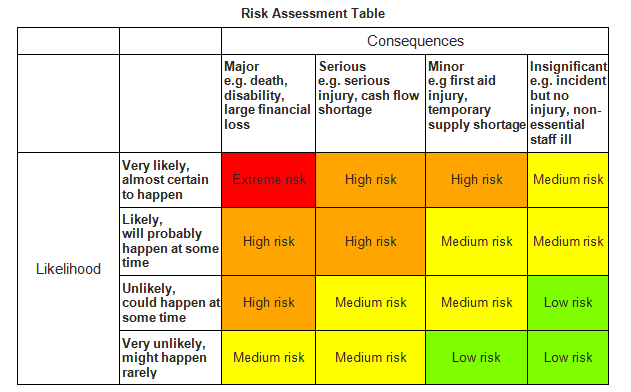 Risk Assessment Table
Consequences
Major
e.g. death,
disability,
large financial
loss
Serious
e.g. serious
injury, cash flow
shortage
Minor
e.g first aid
injury,
temporary
supply shortage
Insignificant
e.g. incident
but no
injury, non-
essential
staff ill
Likelihood
Very likely,
almost certain
to happen
Extreme risk
High risk
High risk
Medium risk
Likely,
will probably
happen at some
time
High risk
High risk
Medium risk
Medium risk
Unlikely,
could happen at
some time
High risk
Medium risk
Medium risk
Low risk
Very unlikely,
might happen
rarely
Medium risk
Medium risk
Low risk
Low risk